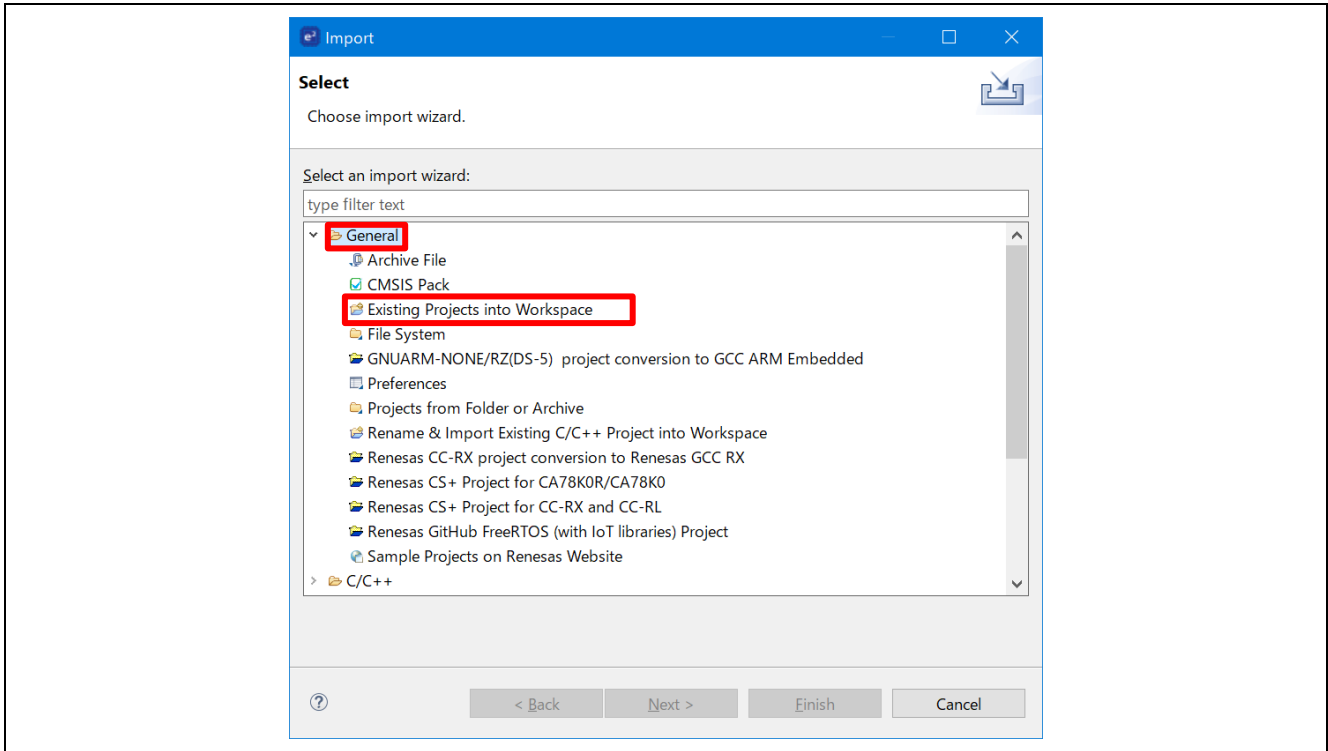 e² Import
Select
Choose import wizard.
Select an import wizard:
type filter text
General
Archive File
CMSIS Pack
Existing Projects into Workspace
File System
GNUARM-NONE/RZ(DS-5)  project conversion to GCC ARM Embedded
Preferences
Projects from Folder or Archive
Rename & Import Existing C/C++ Project into Workspace
Renesas CC-RX project conversion to Renesas GCC RX
Renesas CS+ Project for CA78K0R/CA78K0
Renesas CS+ Project for CC-RX and CC-RL
Renesas GitHub FreeRTOS (with IoT libraries) Project
Sample Projects on Renesas Website
> C/C++
? < Back Next > Finish Cancel